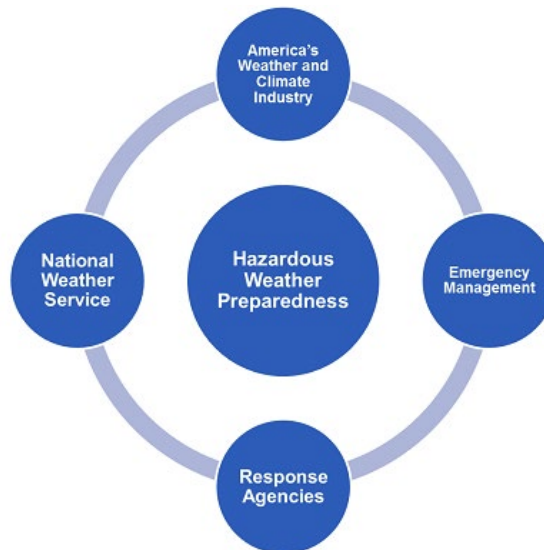 America's
Weather and
Climate
Industry
National
Weather
Service
Hazardous
Weather
Preparedness
Emergency
Management
Response
Agencies